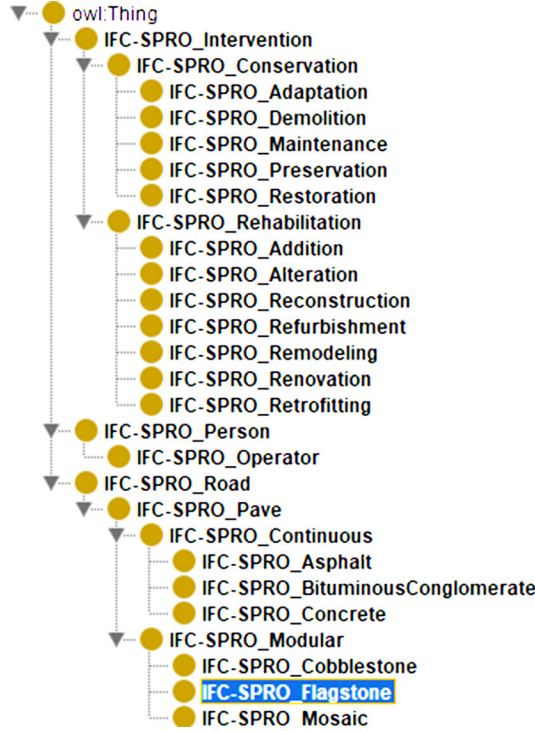 owl:Thing
IFC-SPRO_Intervention
IFC-SPRO_Conservation
IFC-SPRO_Adaptation
IFC-SPRO_Demolition
IFC-SPRO_Maintenance
IFC-SPRO_Preservation
IFC-SPRO_Restoration
IFC-SPRO_Rehabilitation
IFC-SPRO_Addition
IFC-SPRO_Alteration
IFC-SPRO_Reconstruction
IFC-SPRO_Refurbishment
IFC-SPRO_Remodeling
IFC-SPRO_Renovation
IFC-SPRO_Retrofitting
IFC-SPRO_Person
IFC-SPRO_Operator
IFC-SPRO_Road
IFC-SPRO_Pave
IFC-SPRO_Continuous
IFC-SPRO_Asphalt
IFC-SPRO_BituminousConglomerate
IFC-SPRO_Concrete
IFC-SPRO_Modular
IFC-SPRO_Cobblestone
IFC-SPRO_Flagstone
IFC-SPRO_Mosaic